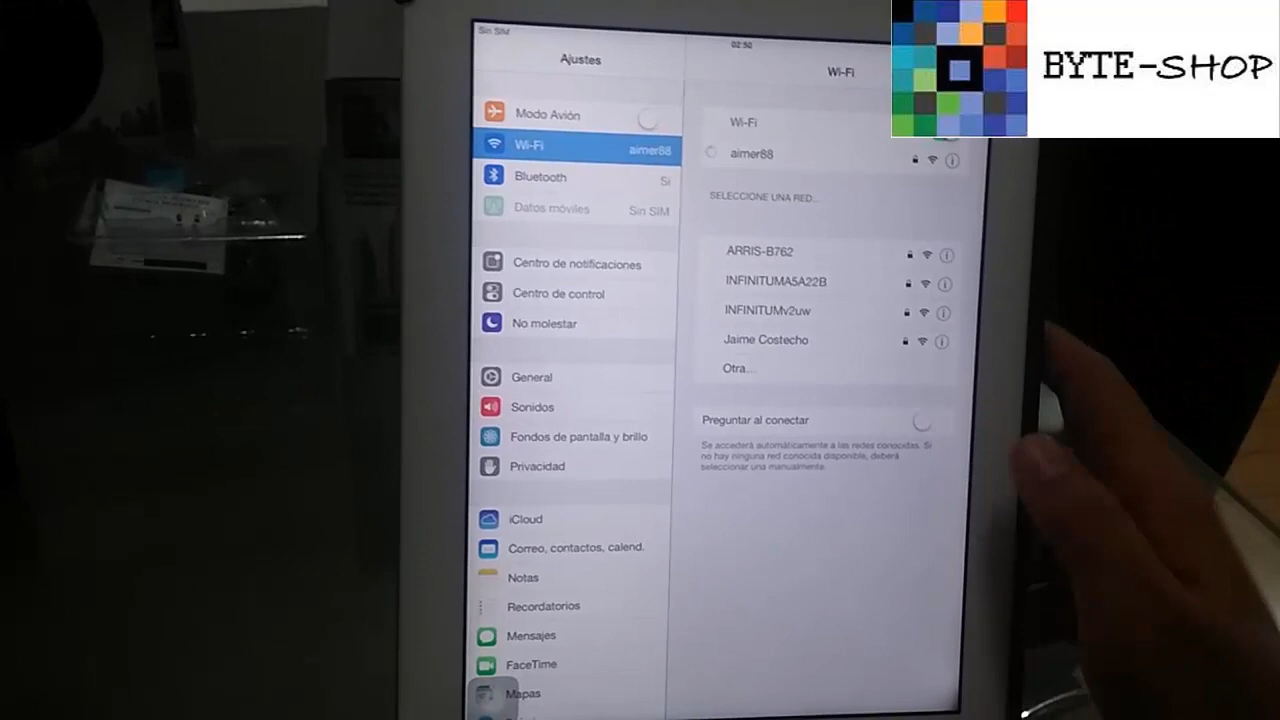 BYTE-SHOP
Sin SIM
02:50
Ajustes
Modo Avión
Wi-Fi aimer88
Bluetooth Sí
Datos móviles Sin SIM
Centro de notificaciones
Centro de control
No molestar
General
Sonidos
Fondos de pantalla y brillo
Privacidad
iCloud
Correo, contactos, calend.
Notas
Recordatorios
Mensajes
FaceTime
Mapas
Wi-Fi
Wi-Fi
aimer88
SELECCIONE UNA RED...
ARRIS-B762
INFINITUMA5A22B
INFINITUMv2uw
Jaime Costecho
Otra...
Preguntar al conectar
Se accederá automáticamente a las redes conocidas. Si
no hay ninguna red conocida disponible, deberá
seleccionar una manualmente.